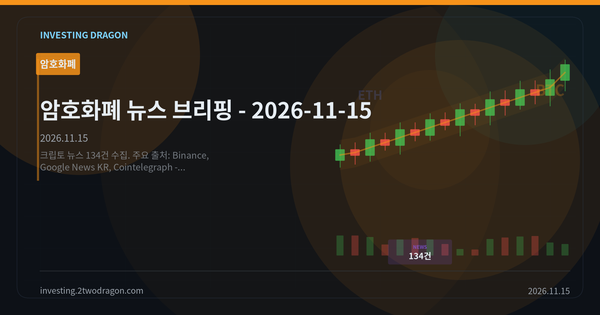 INVESTING DRAGON
암호화폐
ETH
BTC
암호화폐 뉴스 브리핑 - 2026-11-15
2026.11.15
크립토 뉴스 134건 수집. 주요 출처: Binance,
Google News KR, Cointelegraph -...
134건
investing.2twodragon.com
2026.11.15